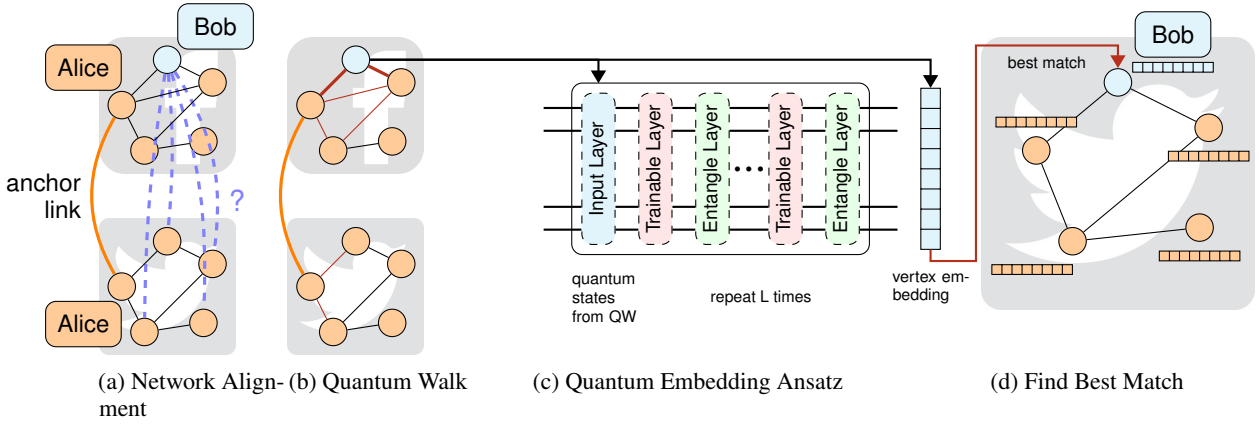 Bob
Alice
anchor
link
?
Alice
(a) Network Align-
ment
(b) Quantum Walk
Input Layer
Trainable Layer
Entangle Layer
Trainable Layer
Entangle Layer
quantum
states
from QW
repeat L times
vertex em-
bedding
(c) Quantum Embedding Ansatz
Bob
best match
(d) Find Best Match